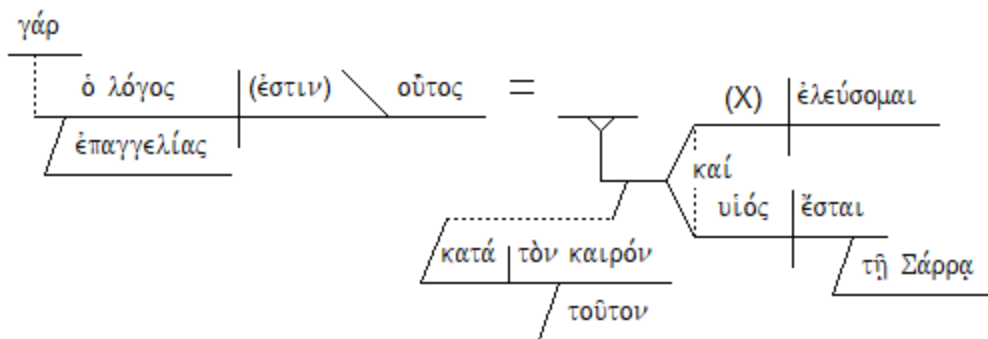 γάρ
ὁ λόγος (ἐστιν) οὗτος = (X) ἐλεύσομαι
ἐπαγγελίας
καί
υἱός ἔσται
κατά τὸν καιρόν τῇ Σάρρᾳ
τοῦτον